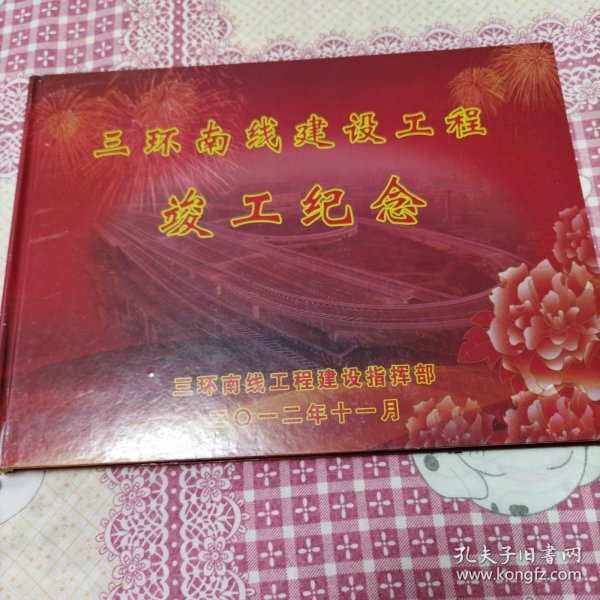 三环南线建设工程
竣工纪念
三环南线工程建设指挥部
二〇一二年十一月
孔夫子旧书网
www.kongfz.com